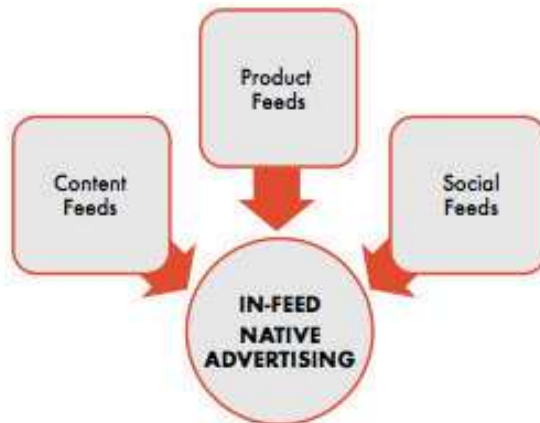 Product
Feeds
Content
Feeds
Social
Feeds
IN-FEED
NATIVE
ADVERTISING